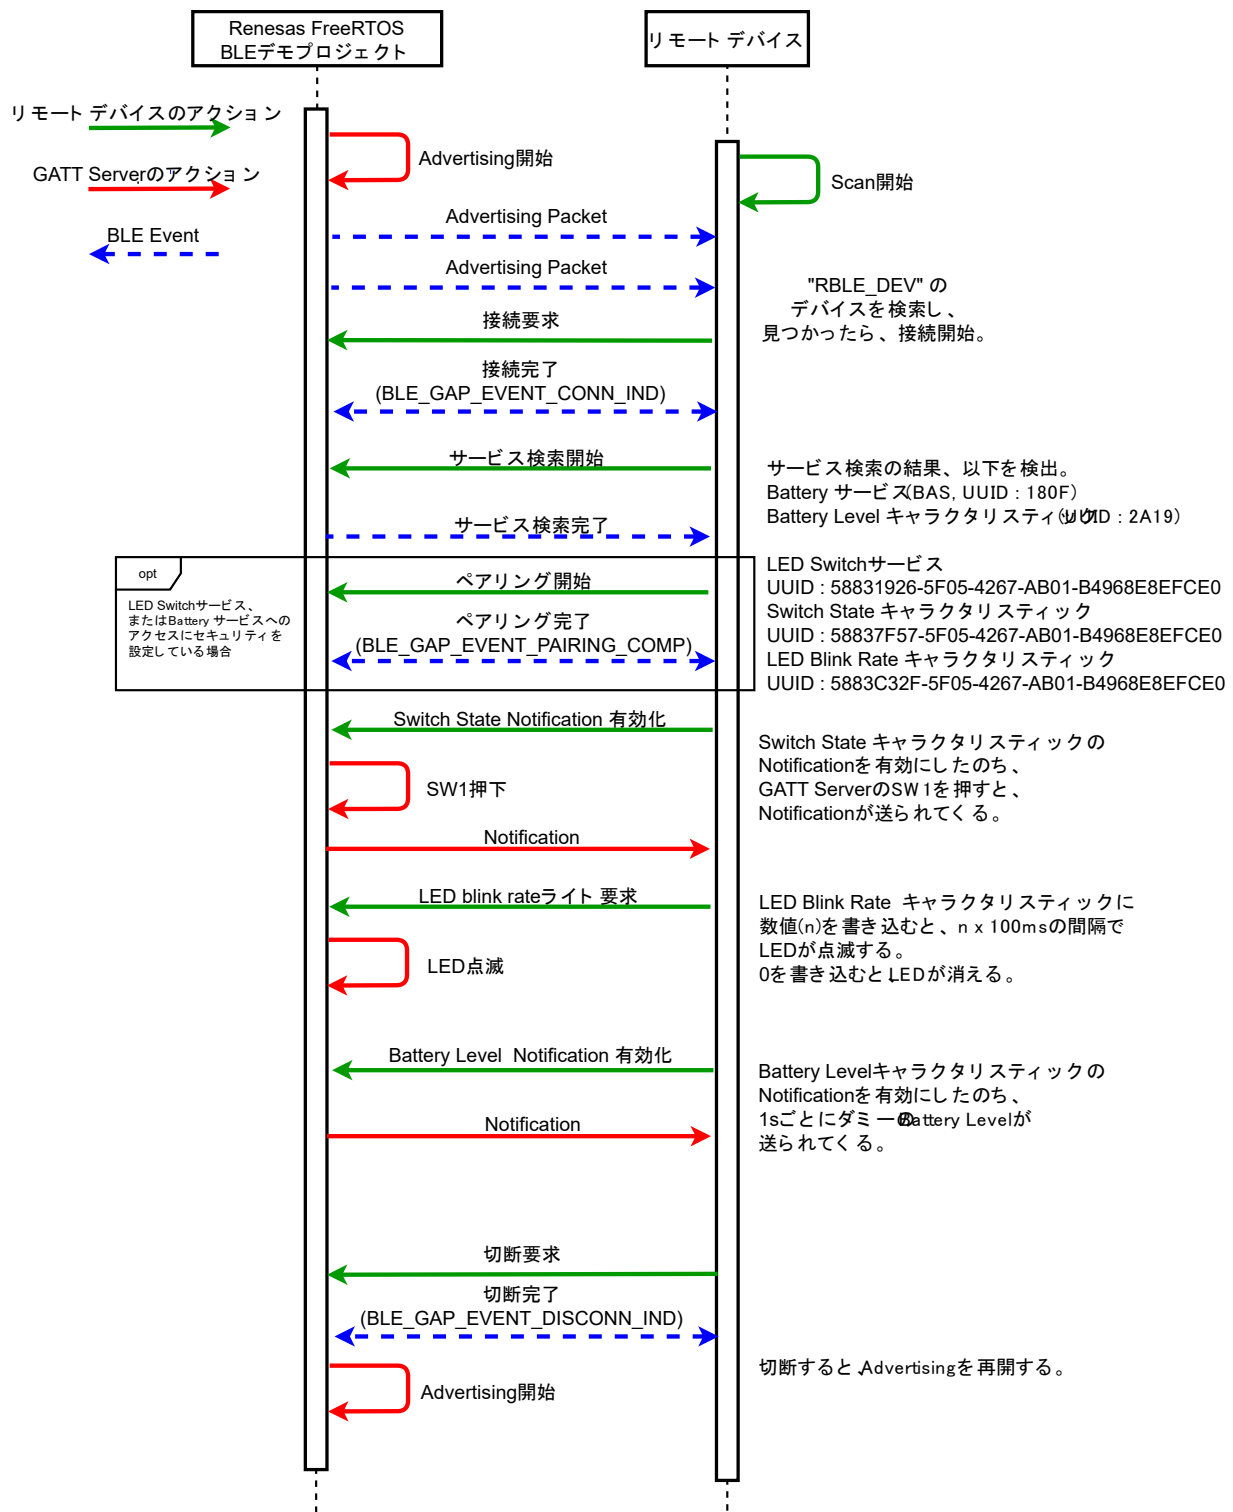 Renesas FreeRTOS
BLEデモプロジェクト
リモートデバイス
リモートデバイスのアクション
GATT Serverのアクション
BLE Event
Advertising開始
Scan開始
Advertising Packet
Advertising Packet
"RBLE_DEV" の
デバイスを検索し、
見つかったら、接続開始。
接続要求
接続完了
(BLE_GAP_EVENT_CONN_IND)
サービス検索開始
サービス検索の結果、以下を検出。
Battery サービス(BAS, UUID : 180F)
Battery Level キャラクタリスティック(UUID : 2A19)
サービス検索完了
opt
LED Switchサービス、
またはBattery サービスへの
アクセスにセキュリティを
設定している場合
ペアリング開始
ペアリング完了
(BLE_GAP_EVENT_PAIRING_COMP)
LED Switchサービス
UUID : 58831926-5F05-4267-AB01-B4968E8EFCE0
Switch State キャラクタリスティック
UUID : 58837F57-5F05-4267-AB01-B4968E8EFCE0
LED Blink Rate キャラクタリスティック
UUID : 5883C32F-5F05-4267-AB01-B4968E8EFCE0
Switch State Notification 有効化
Switch State キャラクタリスティックの
Notificationを有効にしたのち、
GATT ServerのSW1を押すと、
Notificationが送られてくる。
SW1押下
Notification
LED blink rateライト要求
LED Blink Rate キャラクタリスティックに
数値(n)を書き込むと、n x 100msの間隔で
LEDが点滅する。
0を書き込むとLEDが消える。
LED点滅
Battery Level Notification 有効化
Battery Levelキャラクタリスティックの
Notificationを有効にしたのち、
1sごとにダミーのBattery Levelが
送られてくる。
Notification
切断要求
切断完了
(BLE_GAP_EVENT_DISCONN_IND)
切断すると、Advertisingを再開する。
Advertising開始